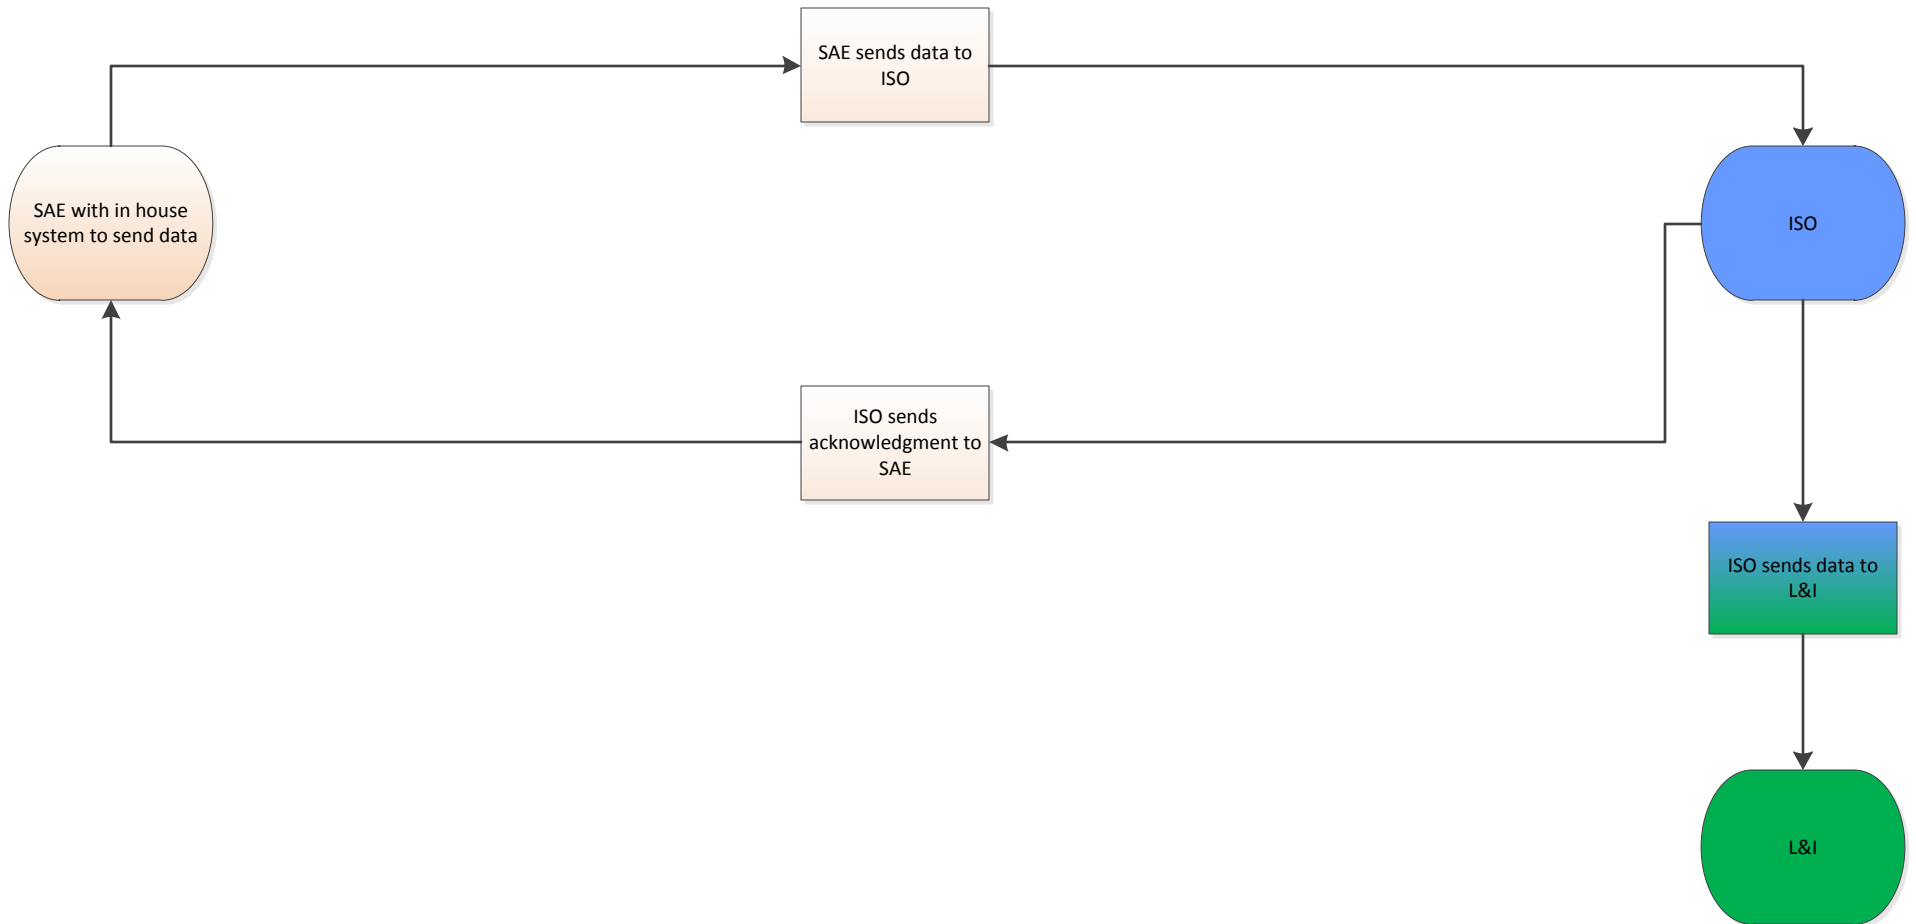 SAE sends data to
ISO
SAE with in house
system to send data
ISO
ISO sends
acknowledgment to
SAE
ISO sends data to
L&I
L&I